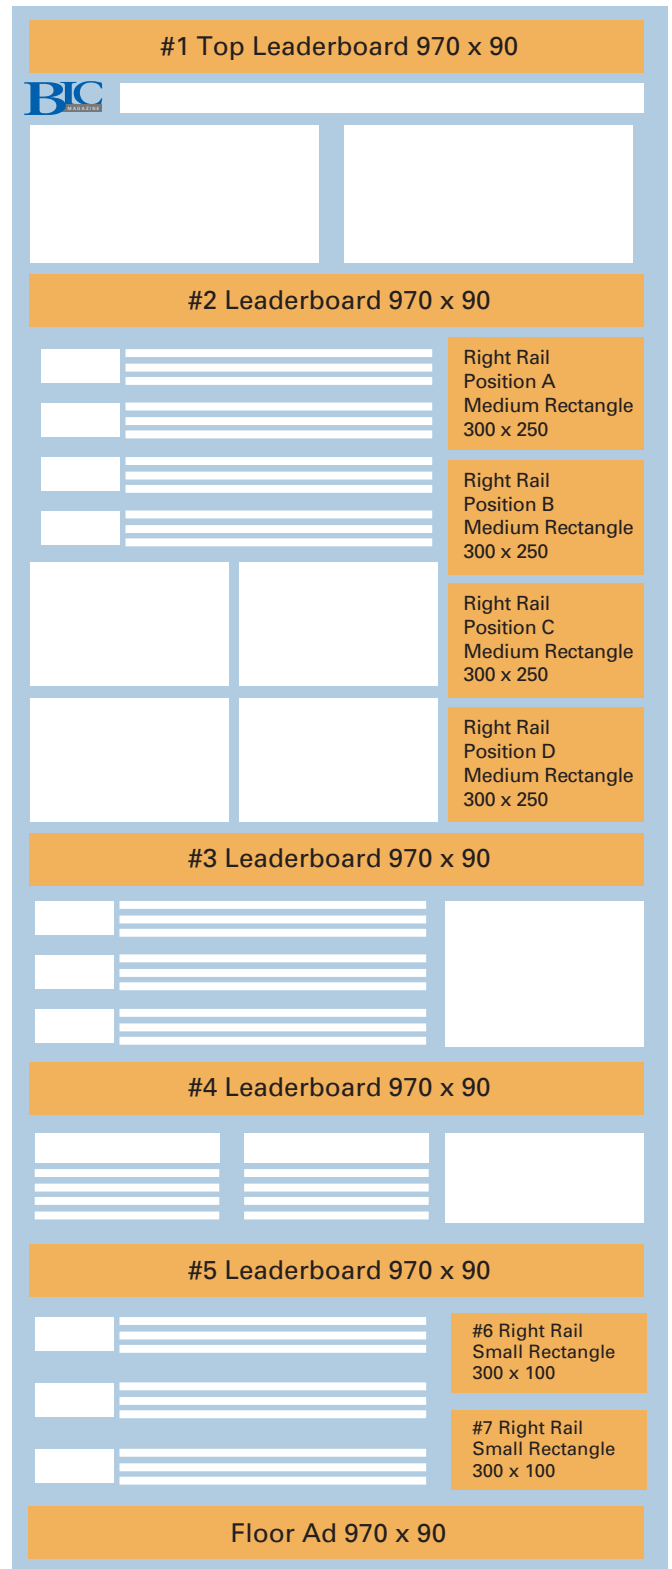 #1 Top Leaderboard 970 x 90
BIC
MAGAZINE
#2 Leaderboard 970 x 90
Right Rail
Position A
Medium Rectangle
300 x 250
Right Rail
Position B
Medium Rectangle
300 x 250
Right Rail
Position C
Medium Rectangle
300 x 250
Right Rail
Position D
Medium Rectangle
300 x 250
#3 Leaderboard 970 x 90
#4 Leaderboard 970 x 90
#5 Leaderboard 970 x 90
#6 Right Rail
Small Rectangle
300 x 100
#7 Right Rail
Small Rectangle
300 x 100
Floor Ad 970 x 90